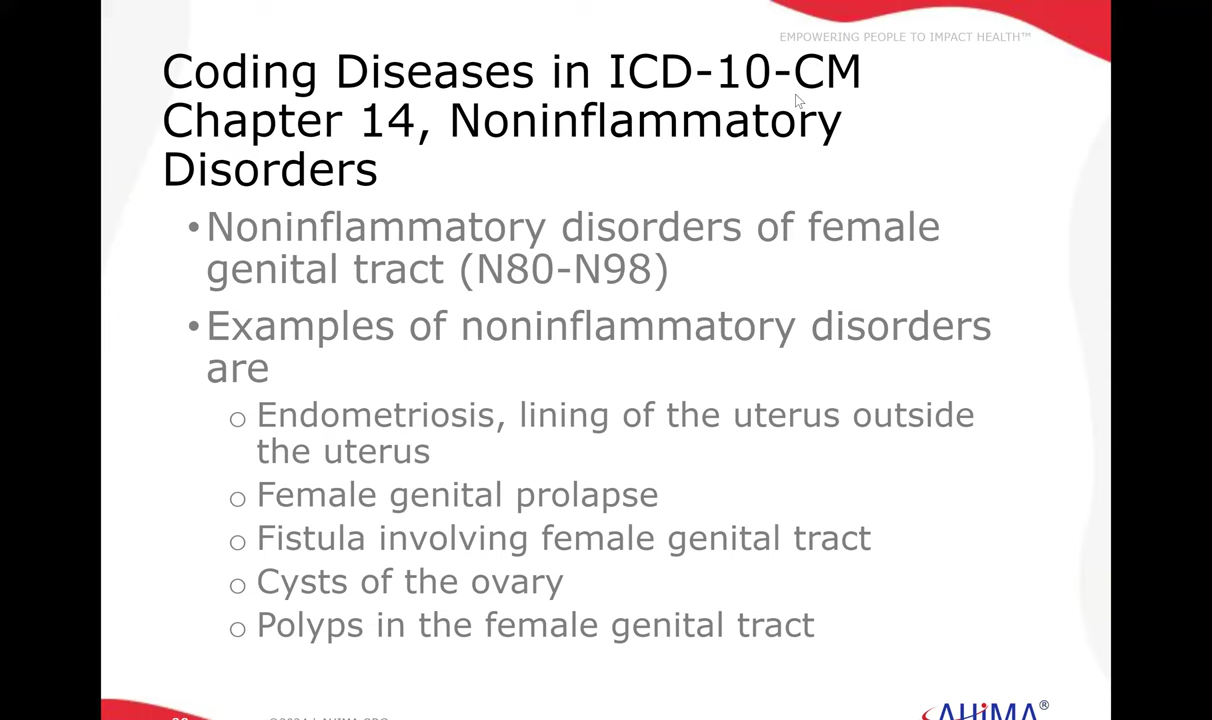 EMPOWERING PEOPLE TO IMPACT HEALTH™
Coding Diseases in ICD-10-CM
Chapter 14, Noninflammatory
Disorders
•Noninflammatory disorders of female
genital tract (N80-N98)
•Examples of noninflammatory disorders
are
o Endometriosis, lining of the uterus outside
the uterus
o Female genital prolapse
o Fistula involving female genital tract
o Cysts of the ovary
o Polyps in the female genital tract
AHIMA®